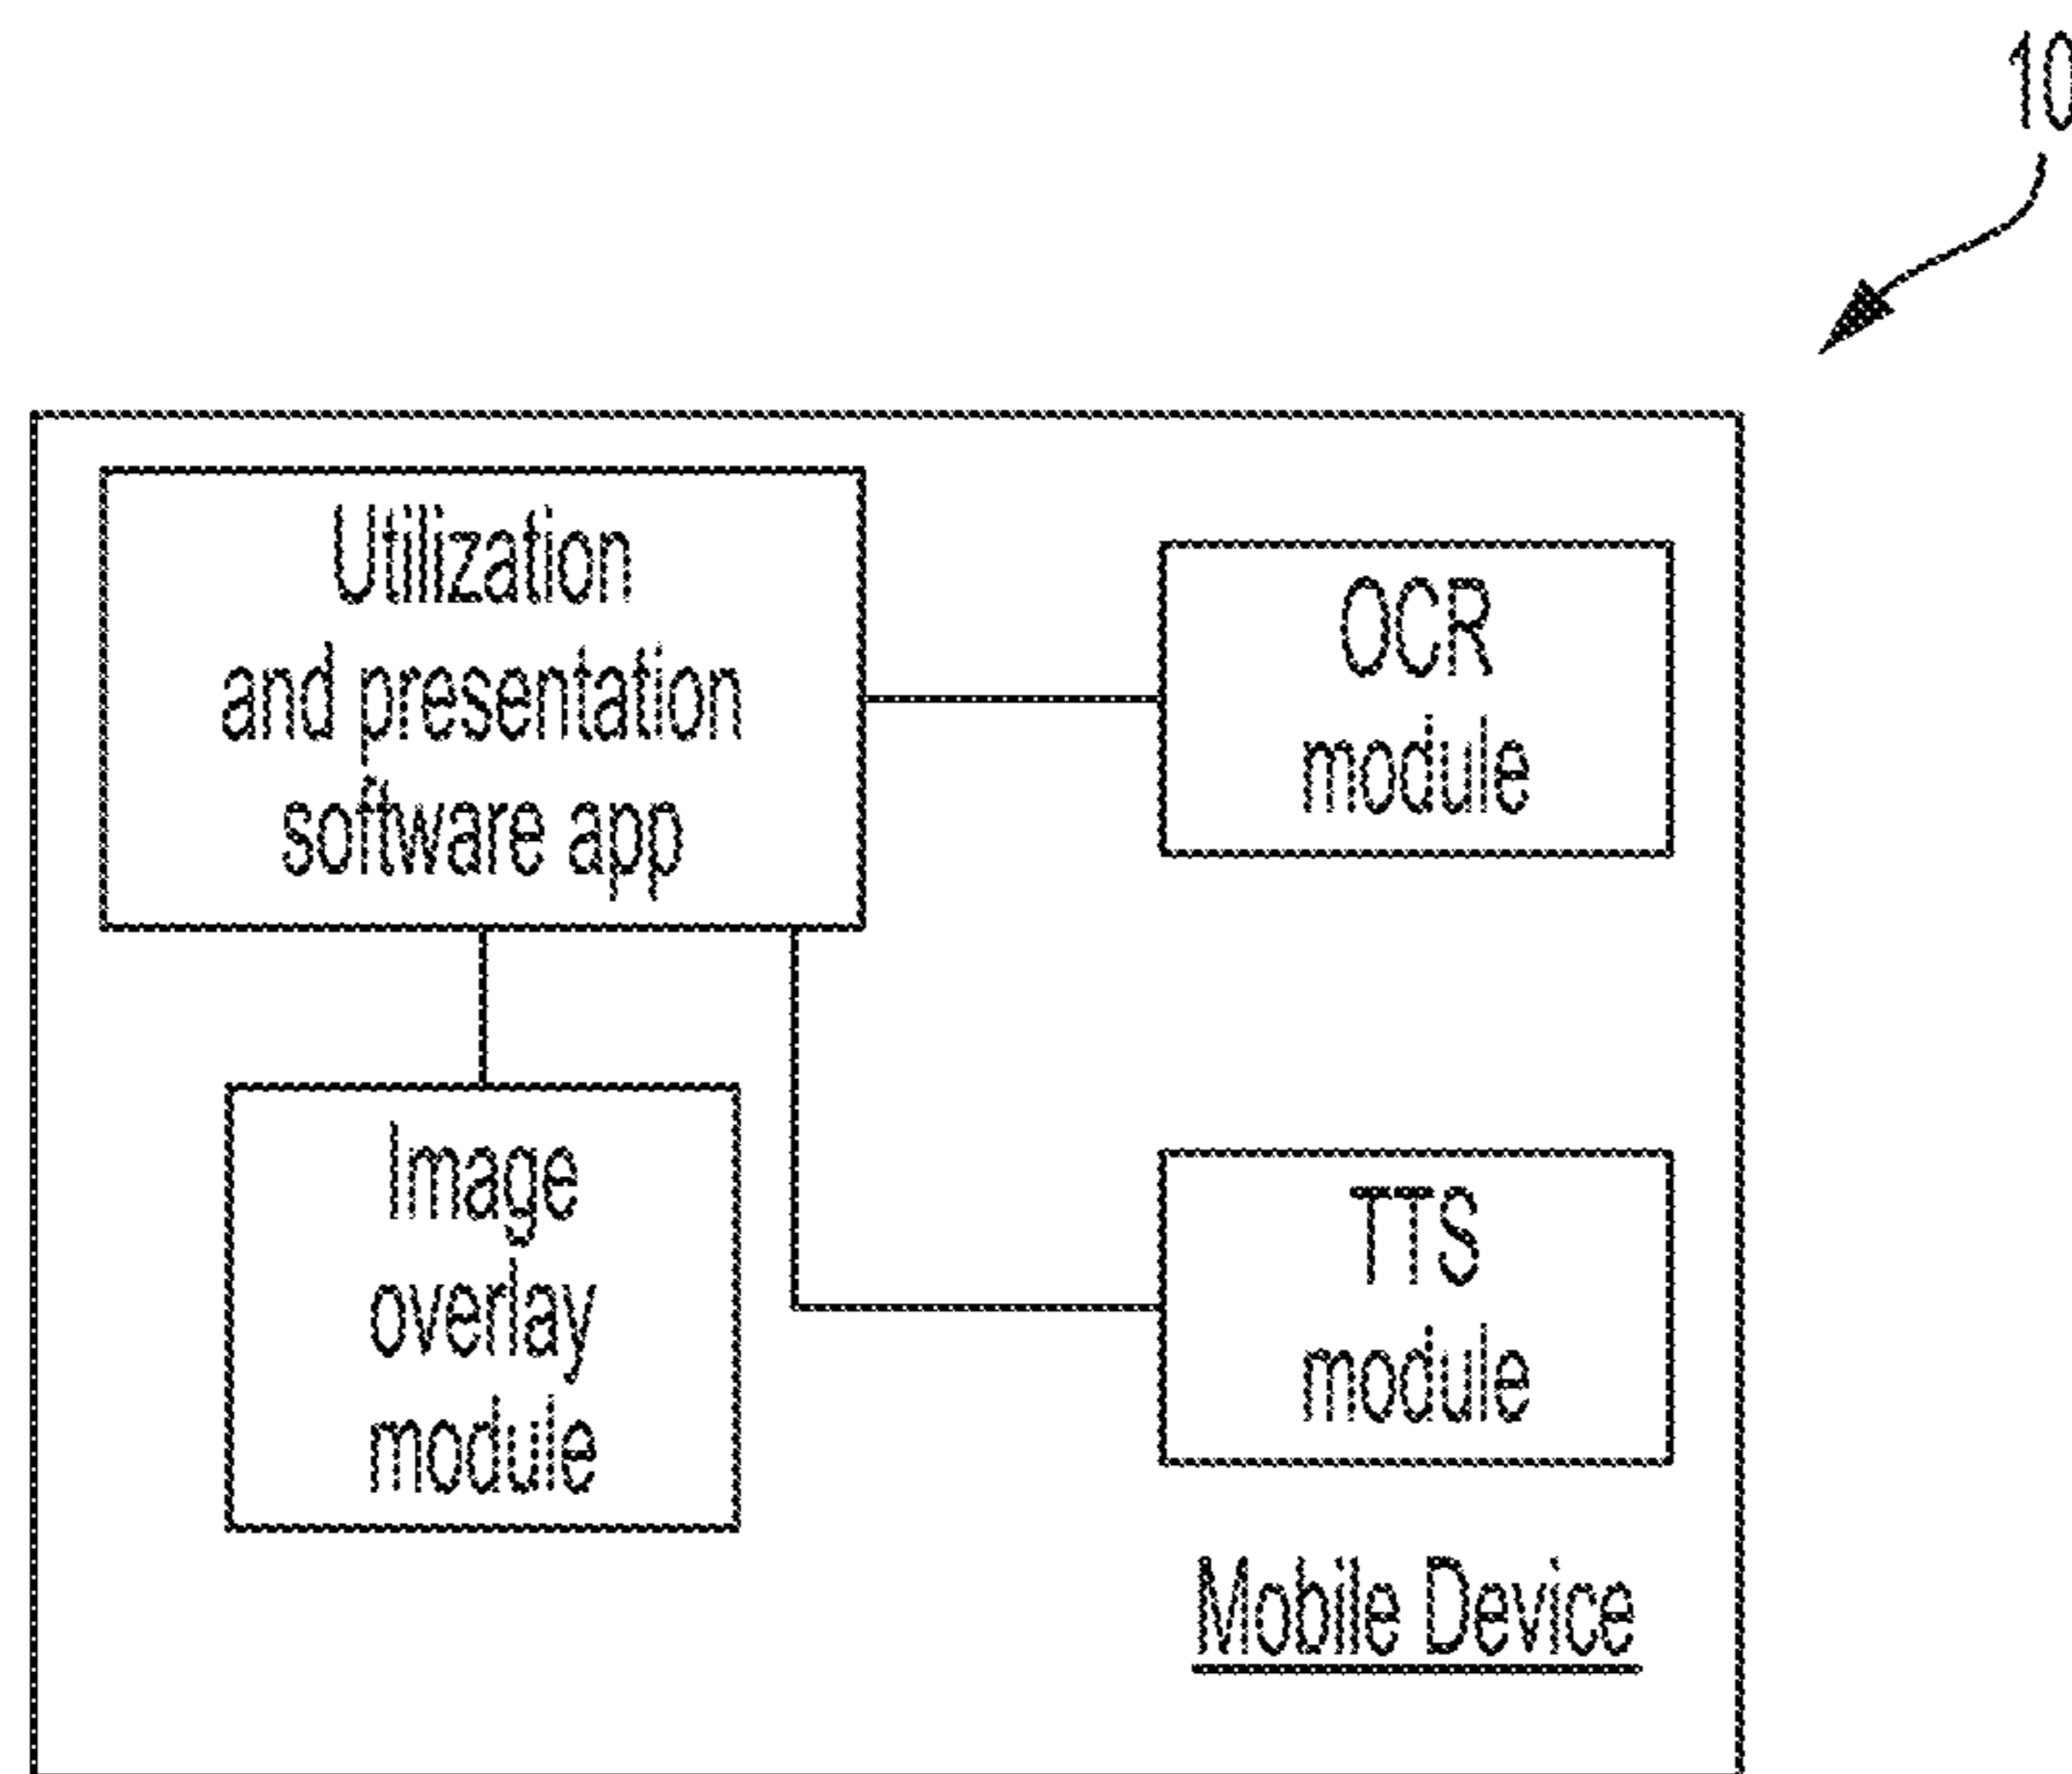 10
Utilization
and presentation
software app
OCR
module
Image
overlay
module
TTS
module
Mobile Device